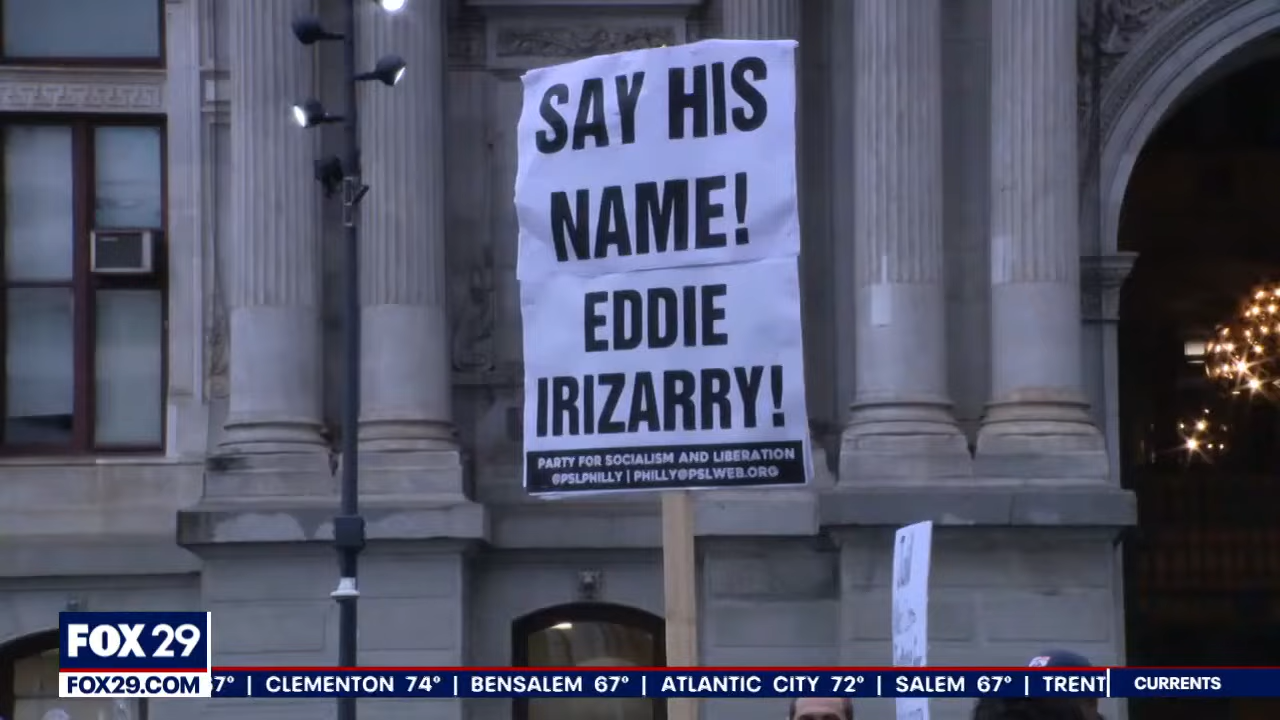 SAY HIS
NAME!
EDDIE
IRIZARRY!
PARTY FOR SOCIALISM AND LIBERATION
@PSLPHILLY | PHILLY@PSLWEB.ORG
FOX 29
FOX29.COM
7° | CLEMENTON 74° | BENSALEM 67° | ATLANTIC CITY 72° | SALEM 67° | TRENT
CURRENTS